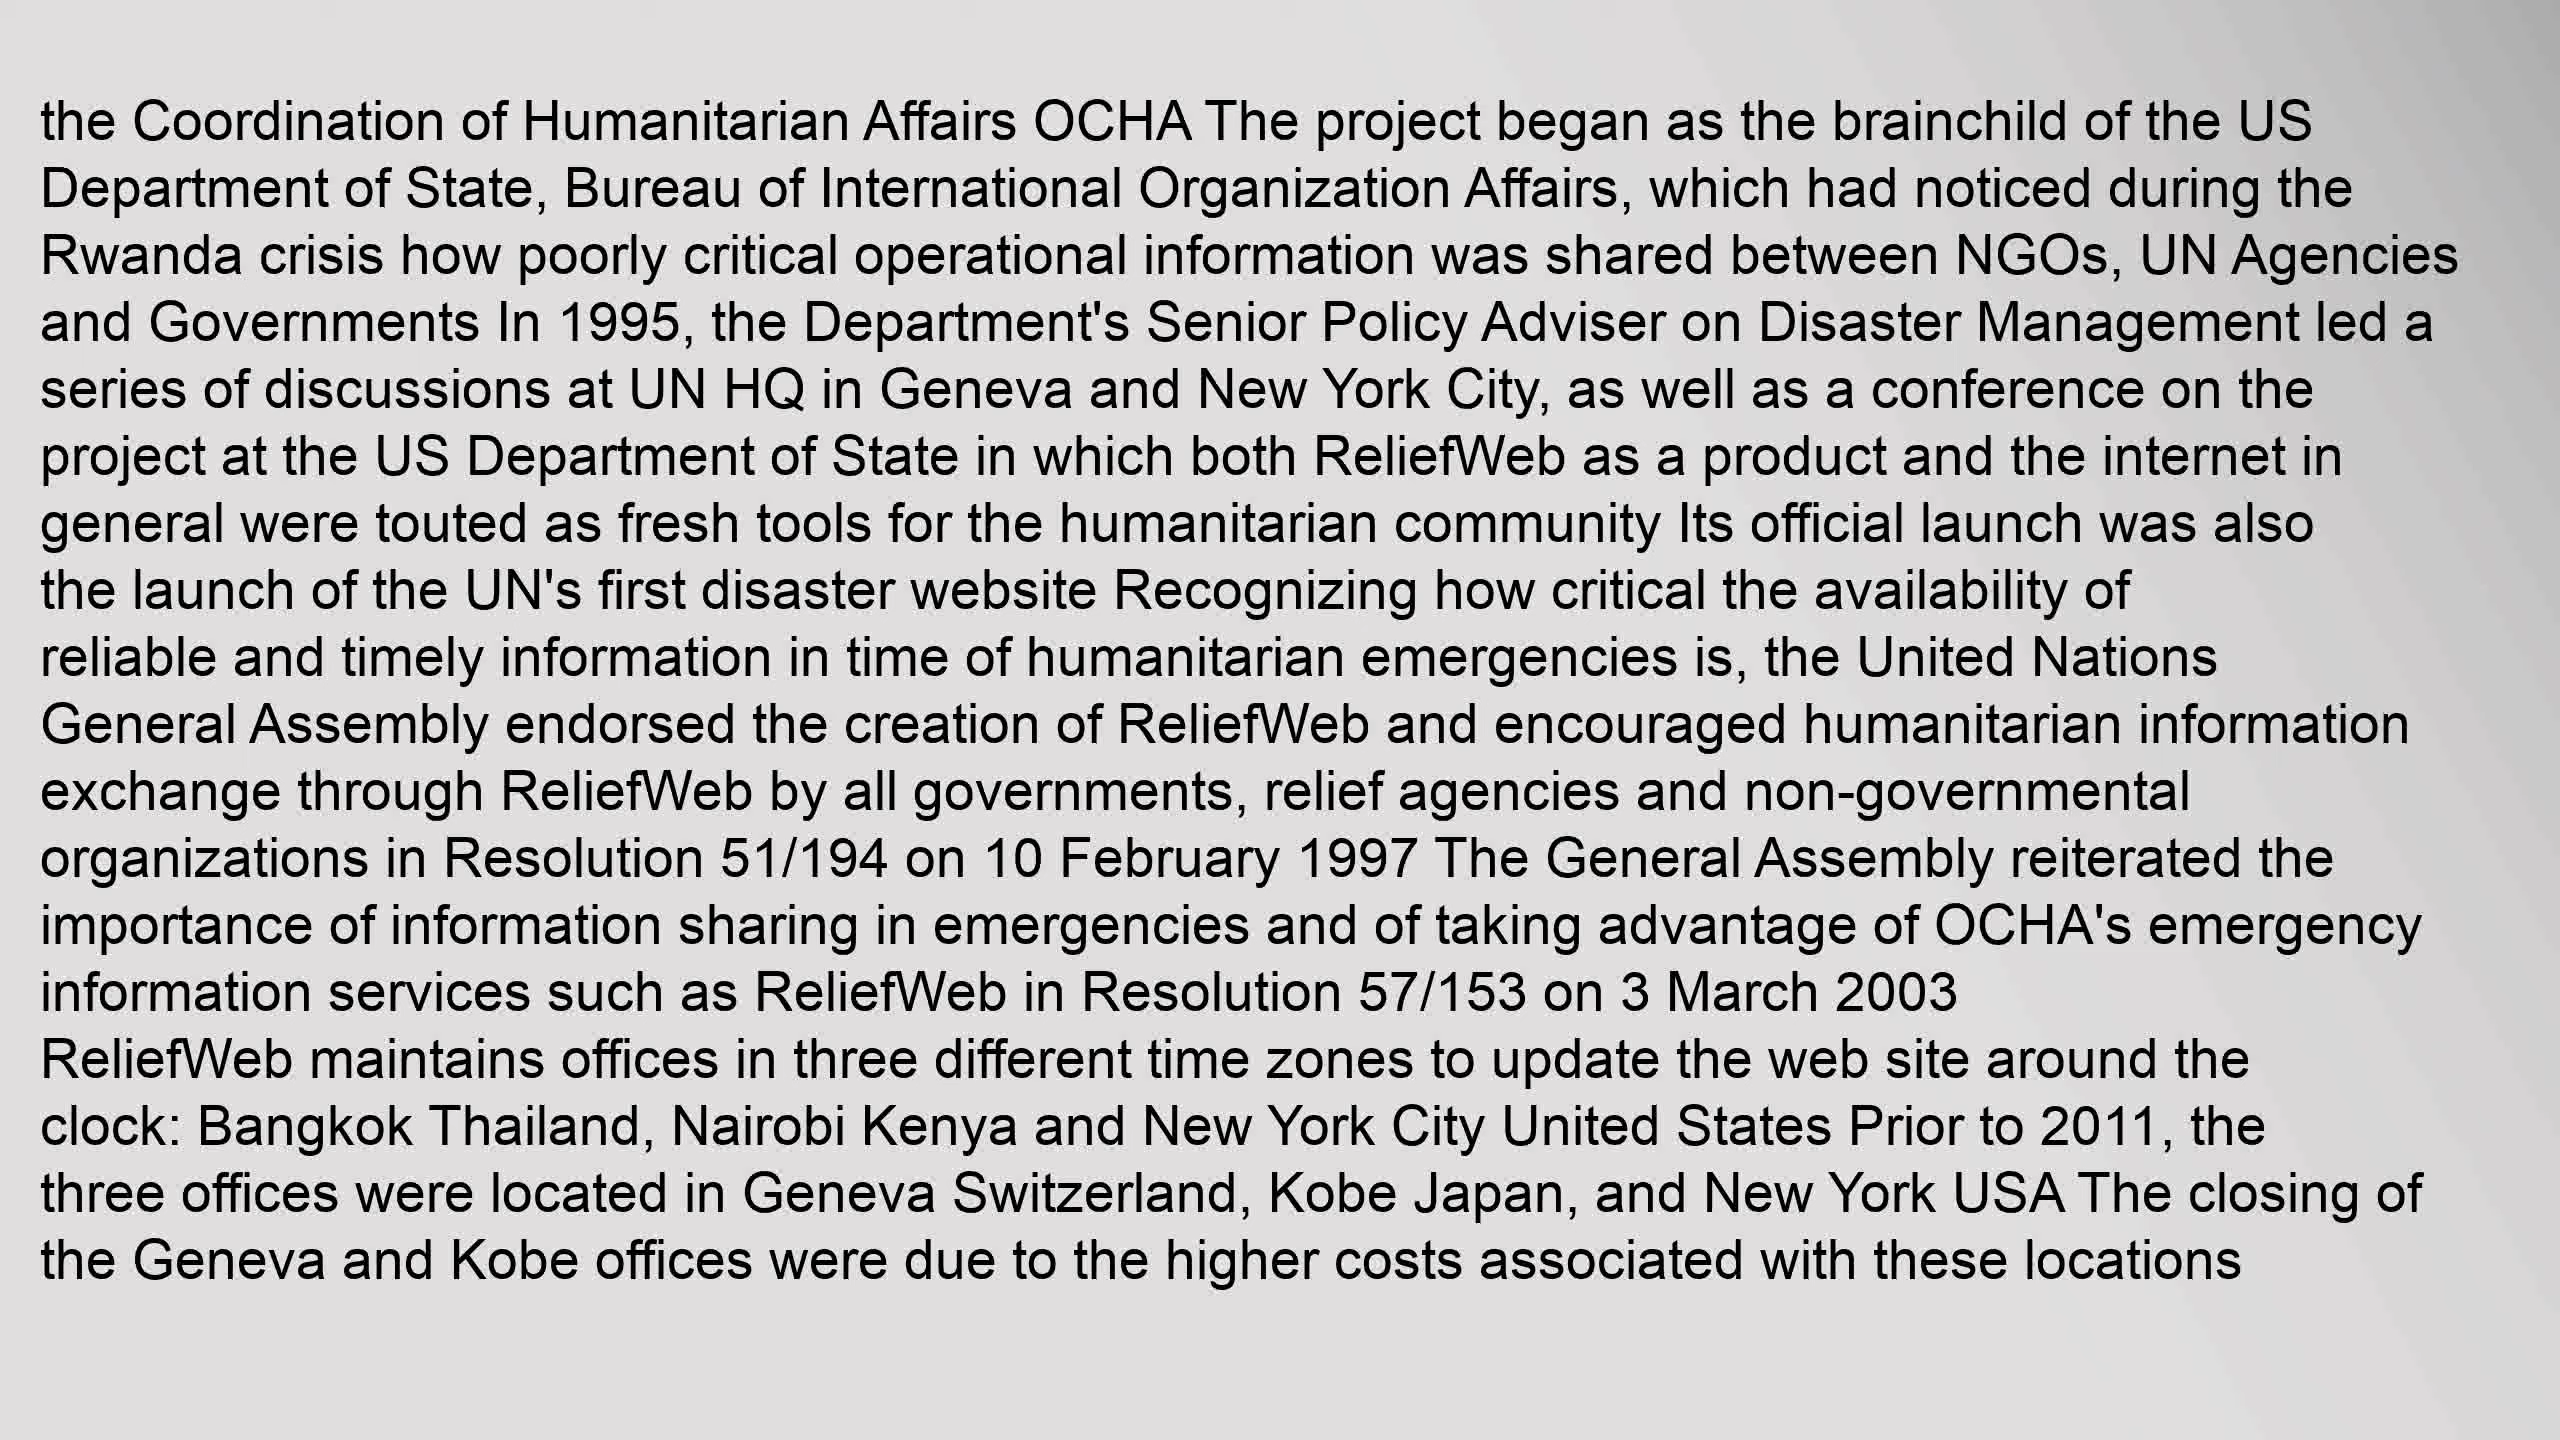 the Coordination of Humanitarian Affairs OCHA The project began as the brainchild of the US
Department of State, Bureau of International Organization Affairs, which had noticed during the
Rwanda crisis how poorly critical operational information was shared between NGOs, UN Agencies
and Governments In 1995, the Department's Senior Policy Adviser on Disaster Management led a
series of discussions at UN HQ in Geneva and New York City, as well as a conference on the
project at the US Department of State in which both ReliefWeb as a product and the internet in
general were touted as fresh tools for the humanitarian community Its official launch was also
the launch of the UN's first disaster website Recognizing how critical the availability of
reliable and timely information in time of humanitarian emergencies is, the United Nations
General Assembly endorsed the creation of ReliefWeb and encouraged humanitarian information
exchange through ReliefWeb by all governments, relief agencies and non-governmental
organizations in Resolution 51/194 on 10 February 1997 The General Assembly reiterated the
importance of information sharing in emergencies and of taking advantage of OCHA's emergency
information services such as ReliefWeb in Resolution 57/153 on 3 March 2003
ReliefWeb maintains offices in three different time zones to update the web site around the
clock: Bangkok Thailand, Nairobi Kenya and New York City United States Prior to 2011, the
three offices were located in Geneva Switzerland, Kobe Japan, and New York USA The closing of
the Geneva and Kobe offices were due to the higher costs associated with these locations